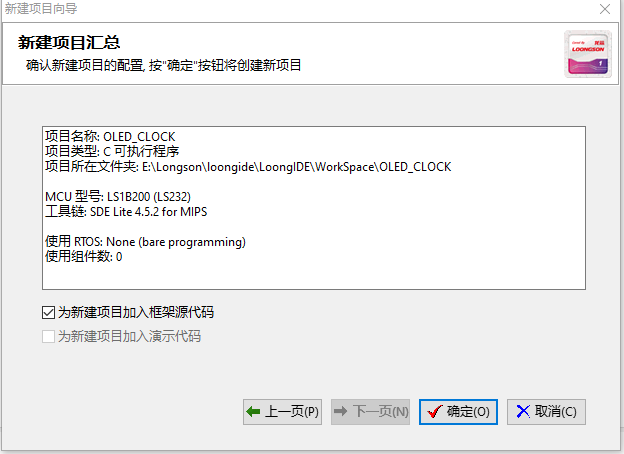 新建项目向导
新建项目汇总
确认新建项目的配置, 按"确定"按钮将创建新项目
LOONGSON
1
项目名称: OLED_CLOCK
项目类型: C 可执行程序
项目所在文件夹: E:\Longson\loongide\LoongIDE\WorkSpace\OLED_CLOCK
MCU 型号: LS1B200 (LS232)
工具链: SDE Lite 4.5.2 for MIPS
使用 RTOS: None (bare programming)
使用组件数: 0
为新建项目加入框架源代码
为新建项目加入演示代码
上一页(P)
下一页(N)
确定(O)
取消(C)